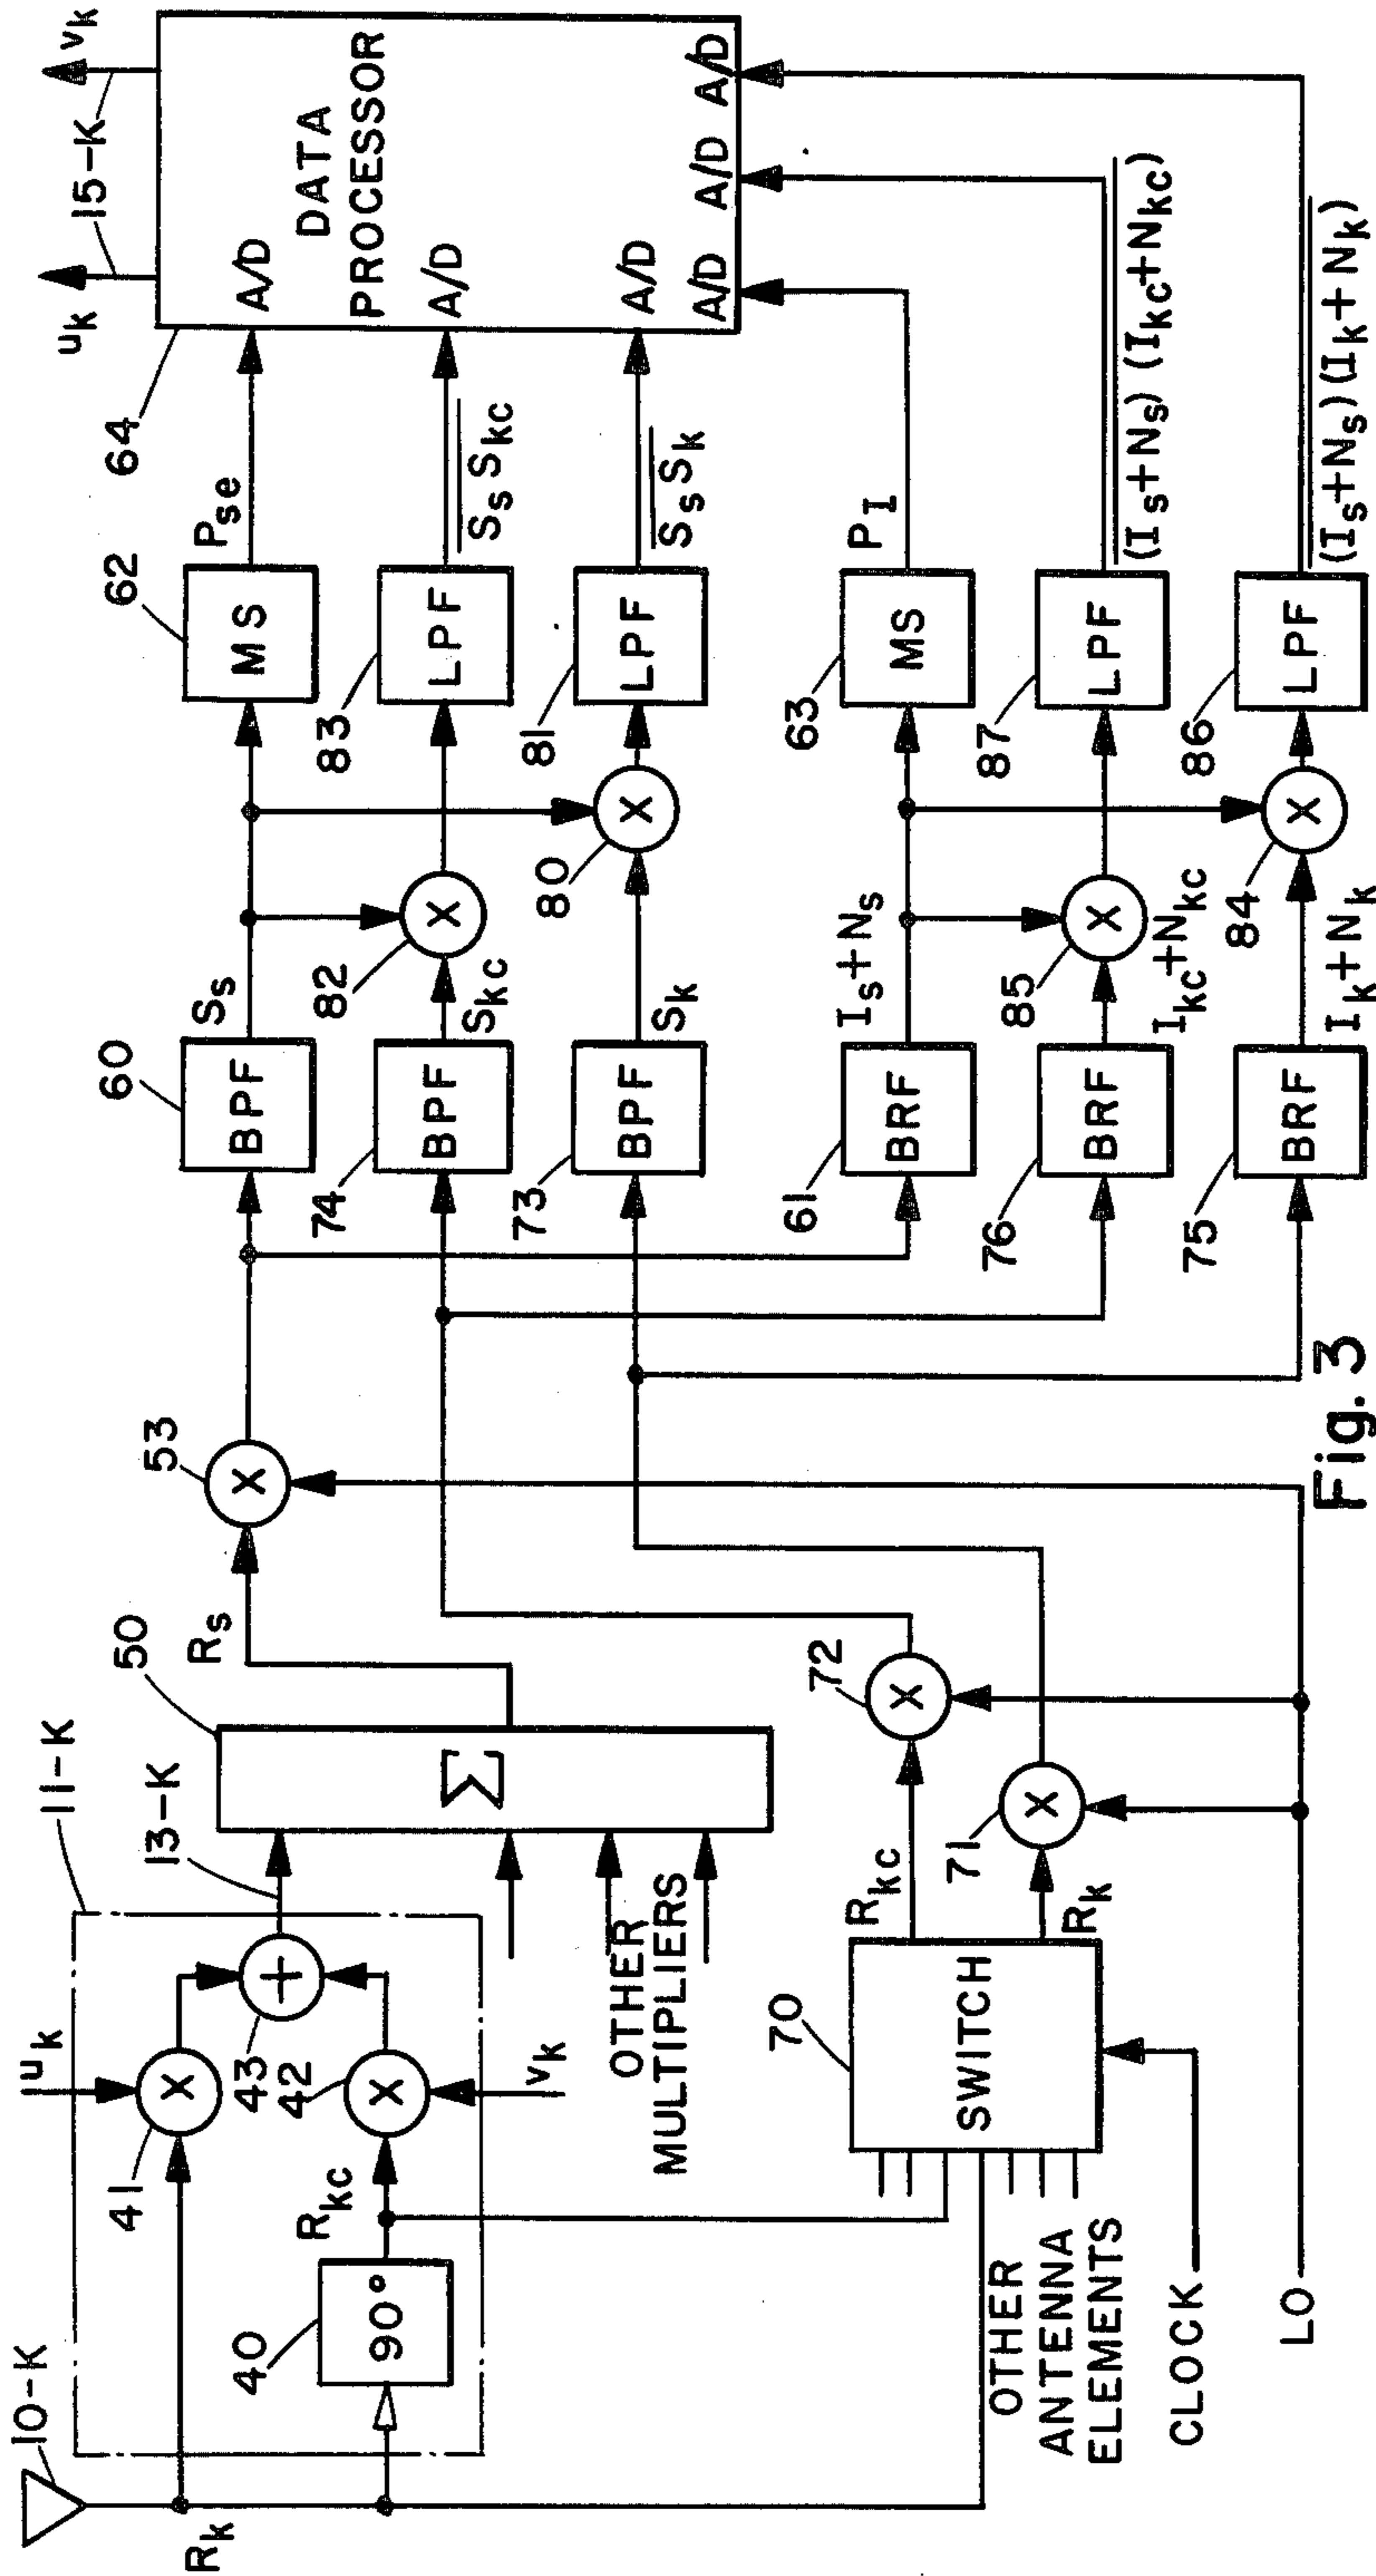 10-K
R_k
11-K
u_k
41
X
43
+
13-K
42
X
v_k
R_kc
40
90°
50
Σ
R_s
OTHER
MULTIPLIERS
53
X
70
SWITCH
R_kc
R_k
72
X
71
X
OTHER
ANTENNA
ELEMENTS
CLOCK
LO
60
BPF
S_s
62
MS
P_se
74
BPF
S_kc
82
X
83
LPF
S_s S_kc
73
BPF
S_k
80
X
81
LPF
S_s S_k
61
BRF
I_s+N_s
63
MS
P_I
76
BRF
I_kc+N_kc
85
X
87
LPF
(I_s+N_s)(I_kc+N_kc)
75
BRF
I_k+N_k
84
X
86
LPF
(I_s+N_s)(I_k+N_k)
64
u_k
15-K
v_k
A/D
A/D
A/D
DATA
PROCESSOR
A/D
A/D
A/D
Fig. 3